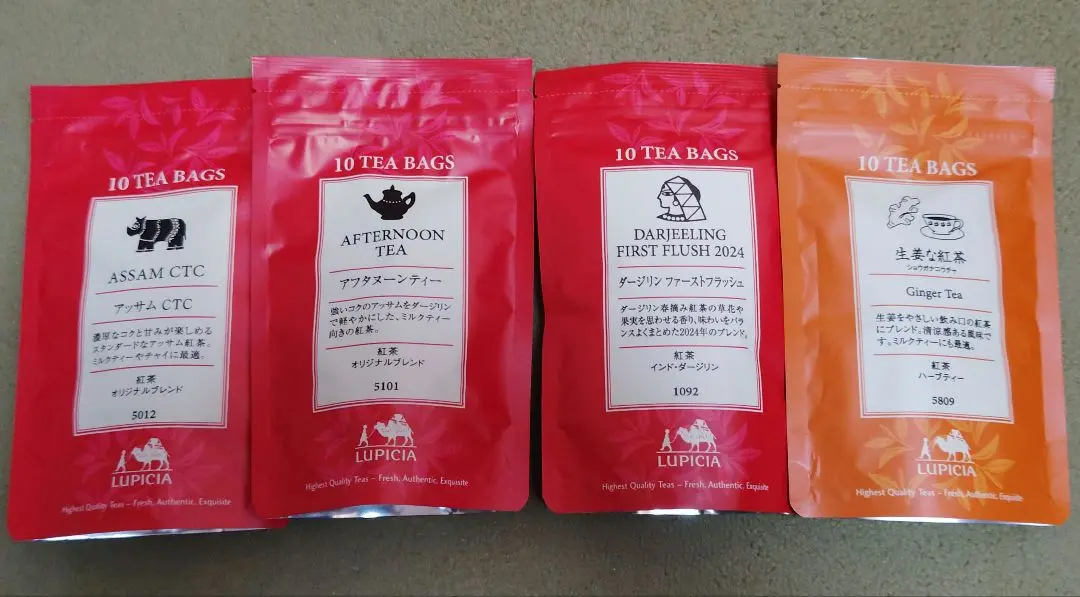 10 TEA BAGS
ASSAM CTC
アッサム CTC
濃厚なコクと甘みが楽しめる
スタンダードなアッサム紅茶。
ミルクティーやチャイに最適。
紅茶
オリジナルブレンド
5012
LUPICIA
Highest Quality Teas – Fresh, Authentic, Exquisite
10 TEA BAGS
AFTERNOON
TEA
アフタヌーンティー
強いコクのアッサムをダージリン
で軽やかにした、ミルクティー
向きの紅茶。
紅茶
オリジナルブレンド
5101
LUPICIA
Highest Quality Teas – Fresh, Authentic, Exquisite
10 TEA BAGS
DARJEELING
FIRST FLUSH 2024
ダージリン ファーストフラッシュ
ダージリン春摘み紅茶の草花や
果実を思わせる香り、味わいをバラ
ンスよくまとめた2024年のブレンド。
紅茶
インド・ダージリン
1092
LUPICIA
Highest Quality Teas – Fresh, Authentic, Exquisite
10 TEA BAGS
生姜な紅茶
ショウガナコウチャ
Ginger Tea
生姜をやさしい飲み口の紅茶
にブレンド。清涼感ある風味で
す。ミルクティーにも最適。
紅茶
ハーブティー
5809
LUPICIA
Highest Quality Teas – Fresh, Authentic, Exquisite